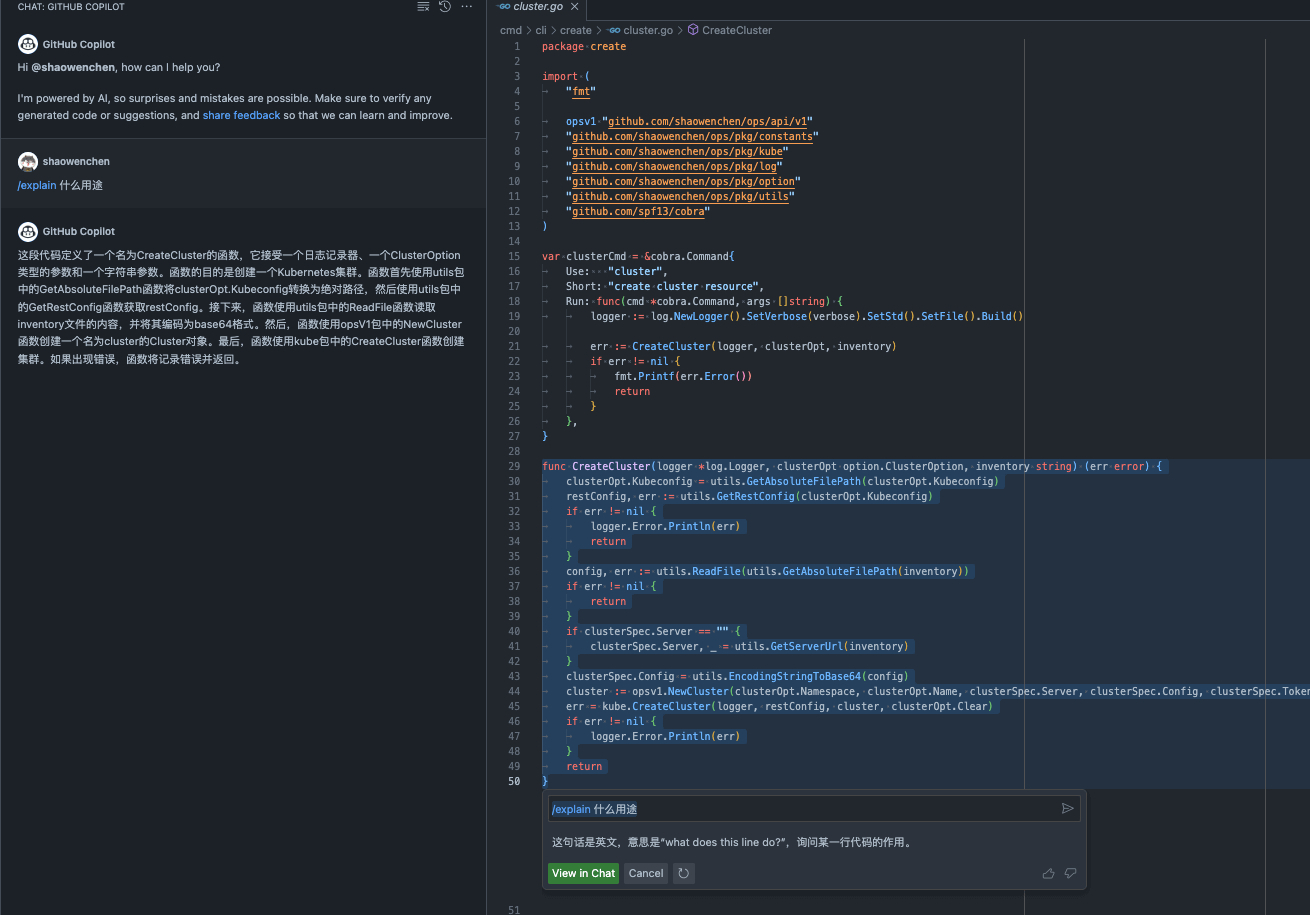 CHAT: GITHUB COPILOT
GitHub Copilot
Hi @shaowenchen, how can I help you?
I'm powered by AI, so surprises and mistakes are possible. Make sure to verify any
generated code or suggestions, and share feedback so that we can learn and improve.
shaowenchen
/explain 什么用途
GitHub Copilot
这段代码定义了一个名为CreateCluster的函数，它接受一个日志记录器、一个ClusterOption
类型的参数和一个字符串参数。函数的目的是创建一个Kubernetes集群。函数首先使用utils包
中的GetAbsoluteFilePath函数将clusterOpt.Kubeconfig转换为绝对路径，然后使用utils包中
的GetRestConfig函数获取restConfig。接下来，函数使用utils包中的ReadFile函数读取
inventory文件的内容，并将其编码为base64格式。然后，函数使用opsV1包中的NewCluster
函数创建一个名为cluster的Cluster对象。最后，函数使用kube包中的CreateCluster函数创建
集群。如果出现错误，函数将记录错误并返回。
cluster.go
cmd > cli > create > cluster.go > CreateCluster
1 package create
2
3 import (
4 "fmt"
5
6 opsv1 "github.com/shaowenchen/ops/api/v1"
7 "github.com/shaowenchen/ops/pkg/constants"
8 "github.com/shaowenchen/ops/pkg/kube"
9 "github.com/shaowenchen/ops/pkg/log"
10 "github.com/shaowenchen/ops/pkg/option"
11 "github.com/shaowenchen/ops/pkg/utils"
12 "github.com/spf13/cobra"
13 )
14
15 var clusterCmd = &cobra.Command{
16 Use: "cluster",
17 Short: "create cluster resource",
18 Run: func(cmd *cobra.Command, args []string) {
19 logger := log.NewLogger().SetVerbose(verbose).SetStd().SetFile().Build()
20
21 err := CreateCluster(logger, clusterOpt, inventory)
22 if err != nil {
23 fmt.Printf(err.Error())
24 return
25 }
26 },
27 }
28
29 func CreateCluster(logger *log.Logger, clusterOpt option.ClusterOption, inventory string) (err error) {
30 clusterOpt.Kubeconfig = utils.GetAbsoluteFilePath(clusterOpt.Kubeconfig)
31 restConfig, err := utils.GetRestConfig(clusterOpt.Kubeconfig)
32 if err != nil {
33 logger.Error.Println(err)
34 return
35 }
36 config, err := utils.ReadFile(utils.GetAbsoluteFilePath(inventory))
37 if err != nil {
38 return
39 }
40 if clusterSpec.Server == "" {
41 clusterSpec.Server, _ = utils.GetServerUrl(inventory)
42 }
43 clusterSpec.Config = utils.EncodingStringToBase64(config)
44 cluster := opsv1.NewCluster(clusterOpt.Namespace, clusterOpt.Name, clusterSpec.Server, clusterSpec.Config, clusterSpec.Token
45 err = kube.CreateCluster(logger, restConfig, cluster, clusterOpt.Clear)
46 if err != nil {
47 logger.Error.Println(err)
48 }
49 return
50 }
/explain 什么用途
这句话是英文，意思是"what does this line do?"，询问某一行代码的作用。
View in Chat Cancel
51